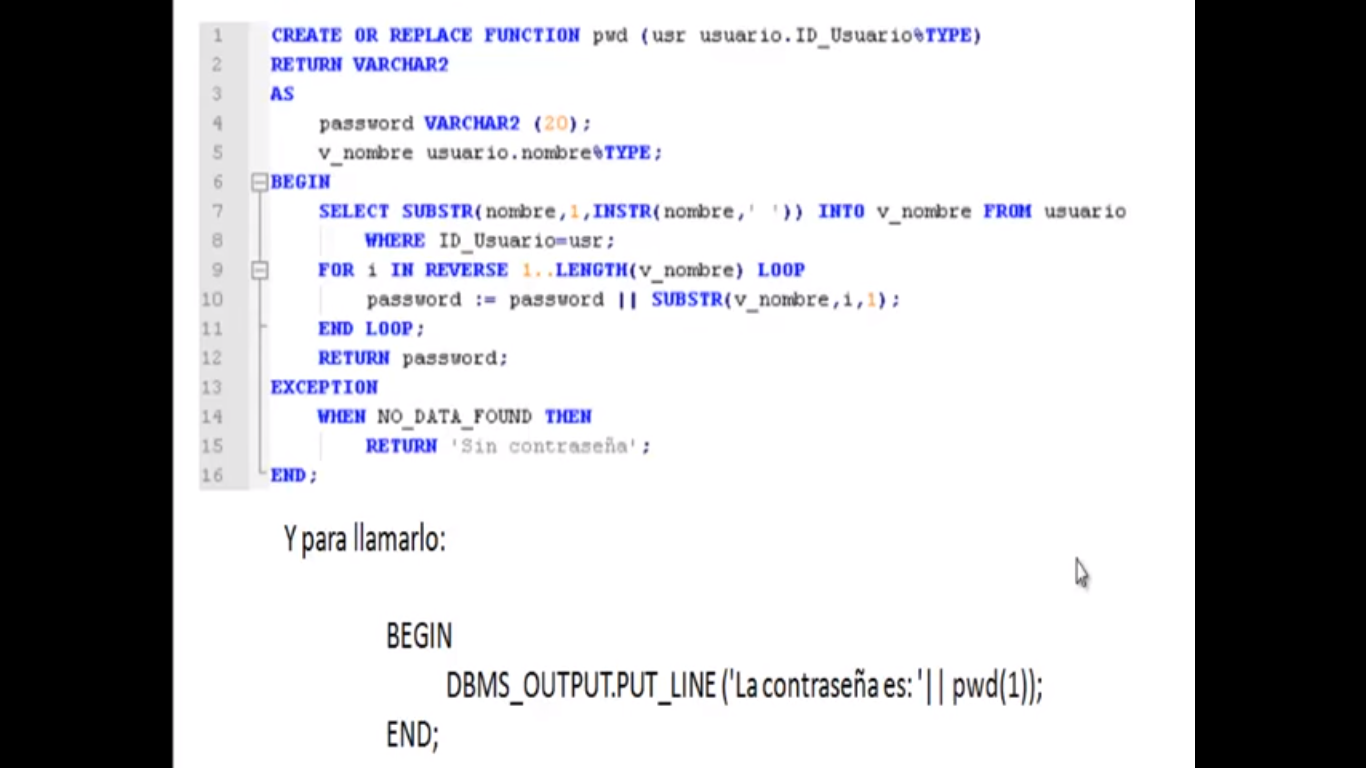 1 CREATE OR REPLACE FUNCTION pwd (usr usuario.ID_Usuario%TYPE)
2 RETURN VARCHAR2
3 AS
4 password VARCHAR2 (20);
5 v_nombre usuario.nombre%TYPE;
6 BEGIN
7 SELECT SUBSTR(nombre,1,INSTR(nombre,' ')) INTO v_nombre FROM usuario
8 WHERE ID_Usuario=usr;
9 FOR i IN REVERSE 1..LENGTH(v_nombre) LOOP
10 password := password || SUBSTR(v_nombre,i,1);
11 END LOOP;
12 RETURN password;
13 EXCEPTION
14 WHEN NO_DATA_FOUND THEN
15 RETURN 'Sin contraseña';
16 END;
Y para llamarlo:
BEGIN
DBMS_OUTPUT.PUT_LINE ('La contraseña es: '|| pwd(1));
END;